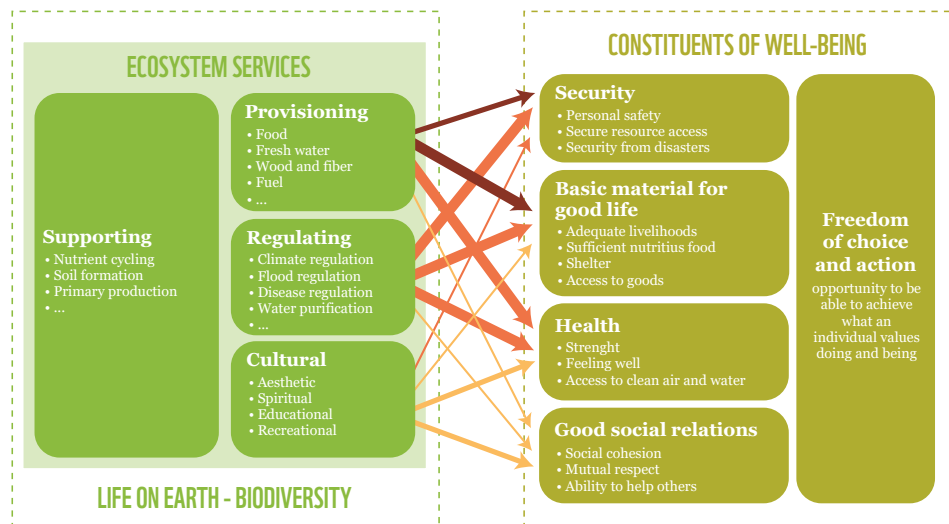 ECOSYSTEM SERVICES
Supporting
• Nutrient cycling
• Soil formation
• Primary production
• ...
Provisioning
• Food
• Fresh water
• Wood and fiber
• Fuel
• ...
Regulating
• Climate regulation
• Flood regulation
• Disease regulation
• Water purification
• ...
Cultural
• Aesthetic
• Spiritual
• Educational
• Recreational
LIFE ON EARTH - BIODIVERSITY
CONSTITUENTS OF WELL-BEING
Security
• Personal safety
• Secure resource access
• Security from disasters
Basic material for
good life
• Adequate livelihoods
• Sufficient nutritius food
• Shelter
• Access to goods
Health
• Strenght
• Feeling well
• Access to clean air and water
Good social relations
• Social cohesion
• Mutual respect
• Ability to help others
Freedom
of choice
and action
opportunity to be
able to achieve
what an
individual values
doing and being